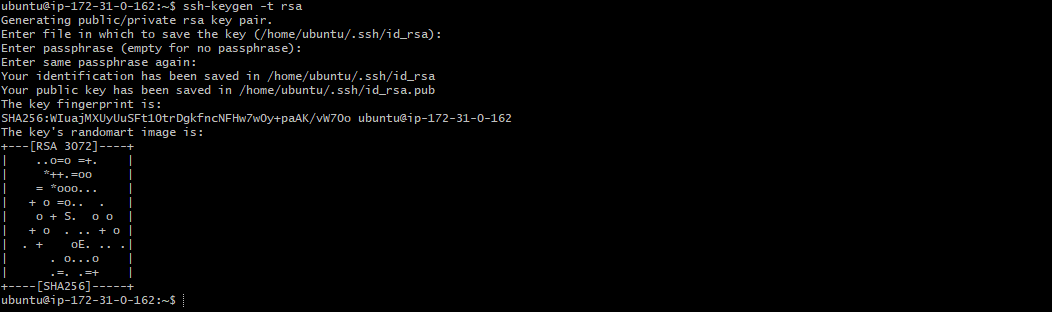 ubuntu@ip-172-31-0-162:~$ ssh-keygen -t rsa
Generating public/private rsa key pair.
Enter file in which to save the key (/home/ubuntu/.ssh/id_rsa):
Enter passphrase (empty for no passphrase):
Enter same passphrase again:
Your identification has been saved in /home/ubuntu/.ssh/id_rsa
Your public key has been saved in /home/ubuntu/.ssh/id_rsa.pub
The key fingerprint is:
SHA256:WIuajMXUyUuSFt1OtrDgkfncNFHw7wOy+paAK/vW7Oo ubuntu@ip-172-31-0-162
The key's randomart image is:
+---[RSA 3072]----+
|    ..o=o =+.    |
|     *++.=oo     |
|    = *ooo...    |
|   + o =o..  .   |
|    o + S.  o o  |
|   + o  . .. + o |
|  . +    oE. .. .|
|      . o...o    |
|      .=. .=+    |
+----[SHA256]-----+
ubuntu@ip-172-31-0-162:~$